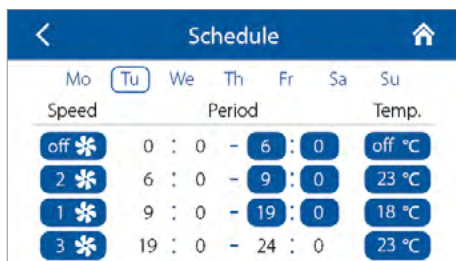 Schedule
Mo Tu We Th Fr Sa Su
Speed Period Temp.
off 0 : 0 - 6 : 0 off °C
2 6 : 0 - 9 : 0 23 °C
1 9 : 0 - 19 : 0 18 °C
3 19 : 0 - 24 : 0 23 °C